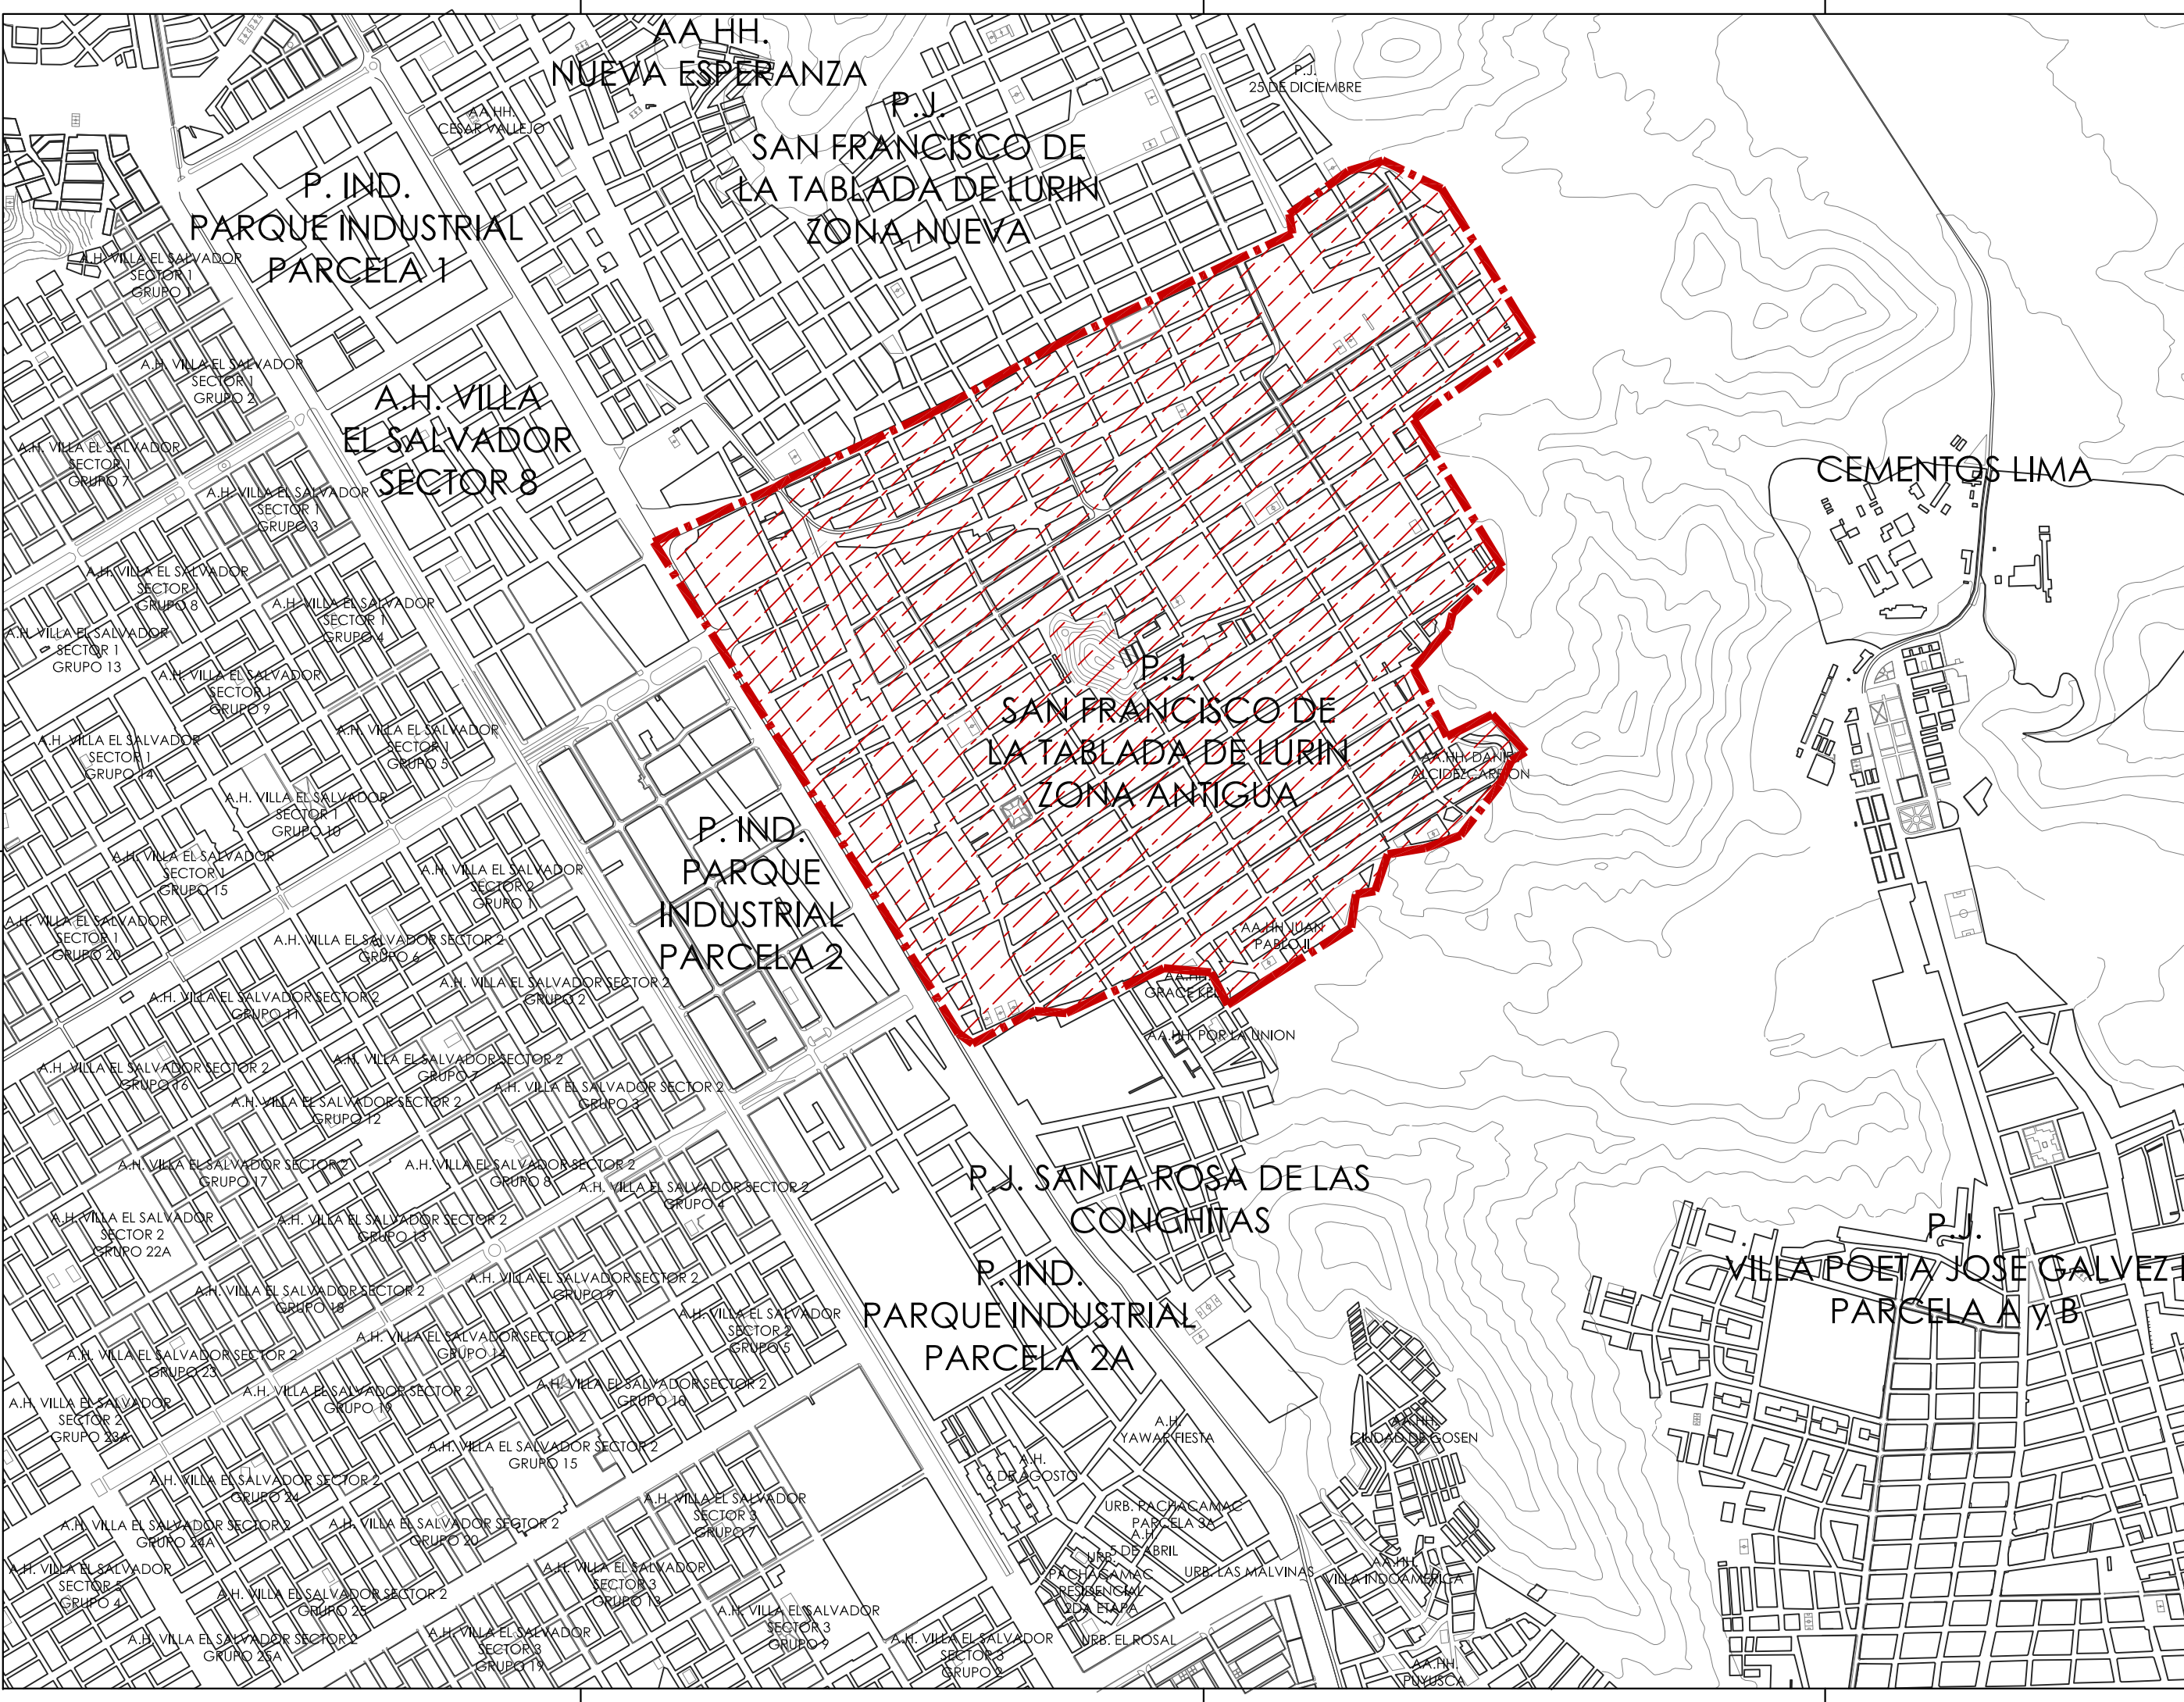 AA.HH.
NUEVA ESPERANZA
P.J.
25 DE DICIEMBRE
AA.HH.
CESAR VALLEJO
P.J.
SAN FRANCISCO DE
LA TABLADA DE LURIN
ZONA NUEVA
P. IND.
PARQUE INDUSTRIAL
PARCELA 1
A.H. VILLA EL SALVADOR
SECTOR 1
GRUPO 1
A.H. VILLA EL SALVADOR
SECTOR 1
GRUPO 2
A.H. VILLA
EL SALVADOR
SECTOR 8
A.H. VILLA EL SALVADOR
SECTOR 1
GRUPO 7
A.H. VILLA EL SALVADOR
SECTOR 1
GRUPO 3
CEMENTOS LIMA
A.H. VILLA EL SALVADOR
SECTOR 1
GRUPO 8
A.H. VILLA EL SALVADOR
SECTOR 1
GRUPO 4
A.H. VILLA EL SALVADOR
SECTOR 1
GRUPO 13
A.H. VILLA EL SALVADOR
SECTOR 1
GRUPO 9
P.J.
SAN FRANCISCO DE
LA TABLADA DE LURIN
ZONA ANTIGUA
A.H. VILLA EL SALVADOR
SECTOR 1
GRUPO 5
A.H. VILLA EL SALVADOR
SECTOR 1
GRUPO 14
AA.HH. DANIEL
ALCIDEZ CARRION
A.H. VILLA EL SALVADOR
SECTOR 1
GRUPO 10
P. IND.
PARQUE
INDUSTRIAL
PARCELA 2
A.H. VILLA EL SALVADOR
SECTOR 1
GRUPO 15
A.H. VILLA EL SALVADOR
SECTOR 2
GRUPO 1
A.H. VILLA EL SALVADOR
SECTOR 1
GRUPO 20
A.H. VILLA EL SALVADOR SECTOR 2
GRUPO 6
AA.HH. JUAN
PABLO II
A.H. VILLA EL SALVADOR SECTOR 2
GRUPO 2
AA.HH.
GRACE KELLY
A.H. VILLA EL SALVADOR SECTOR 2
GRUPO 11
AA.HH. POR LA UNION
A.H. VILLA EL SALVADOR SECTOR 2
GRUPO 7
A.H. VILLA EL SALVADOR SECTOR 2
GRUPO 16
A.H. VILLA EL SALVADOR SECTOR 2
GRUPO 3
A.H. VILLA EL SALVADOR SECTOR 2
GRUPO 12
A.H. VILLA EL SALVADOR SECTOR 2
GRUPO 17
A.H. VILLA EL SALVADOR SECTOR 2
GRUPO 8
A.H. VILLA EL SALVADOR SECTOR 2
GRUPO 4
P.J. SANTA ROSA DE LAS
CONCHITAS
A.H. VILLA EL SALVADOR
SECTOR 2
GRUPO 22A
A.H. VILLA EL SALVADOR SECTOR 2
GRUPO 13
P.J.
VILLA POETA JOSE GALVEZ
PARCELA A y B
A.H. VILLA EL SALVADOR SECTOR 2
GRUPO 18
A.H. VILLA EL SALVADOR SECTOR 2
GRUPO 9
P. IND.
PARQUE INDUSTRIAL
PARCELA 2A
A.H. VILLA EL SALVADOR
SECTOR 2
GRUPO 5
A.H. VILLA EL SALVADOR SECTOR 2
GRUPO 14
A.H. VILLA EL SALVADOR SECTOR 2
GRUPO 23
A.H. VILLA EL SALVADOR SECTOR 2
GRUPO 19
A.H. VILLA EL SALVADOR SECTOR 2
GRUPO 10
A.H. VILLA EL SALVADOR
SECTOR 2
GRUPO 23A
A.H.
YAWAR FIESTA
AA.HH.
CIUDAD DE GOSEN
A.H. VILLA EL SALVADOR SECTOR 2
GRUPO 15
A.H.
6 DE AGOSTO
A.H. VILLA EL SALVADOR SECTOR 2
GRUPO 24
A.H. VILLA EL SALVADOR
SECTOR 3
GRUPO 7
URB. PACHACAMAC
PARCELA 3A
A.H. VILLA EL SALVADOR SECTOR 2
GRUPO 24A
A.H. VILLA EL SALVADOR SECTOR 2
GRUPO 20
A.H.
5 DE ABRIL
URB.
PACHACAMAC
RESIDENCIAL
2DA ETAPA
URB. LAS MALVINAS
AA.HH.
VILLA INDOAMERICA
A.H. VILLA EL SALVADOR
SECTOR 5
GRUPO 4
A.H. VILLA EL SALVADOR
SECTOR 3
GRUPO 13
A.H. VILLA EL SALVADOR SECTOR 2
GRUPO 25
A.H. VILLA EL SALVADOR
SECTOR 3
GRUPO 9
A.H. VILLA EL SALVADOR SECTOR 2
GRUPO 25A
A.H. VILLA EL SALVADOR
SECTOR 3
GRUPO 19
A.H. VILLA EL SALVADOR
SECTOR 3
GRUPO 2
URB. EL ROSAL
AA.HH.
PUYUSCA